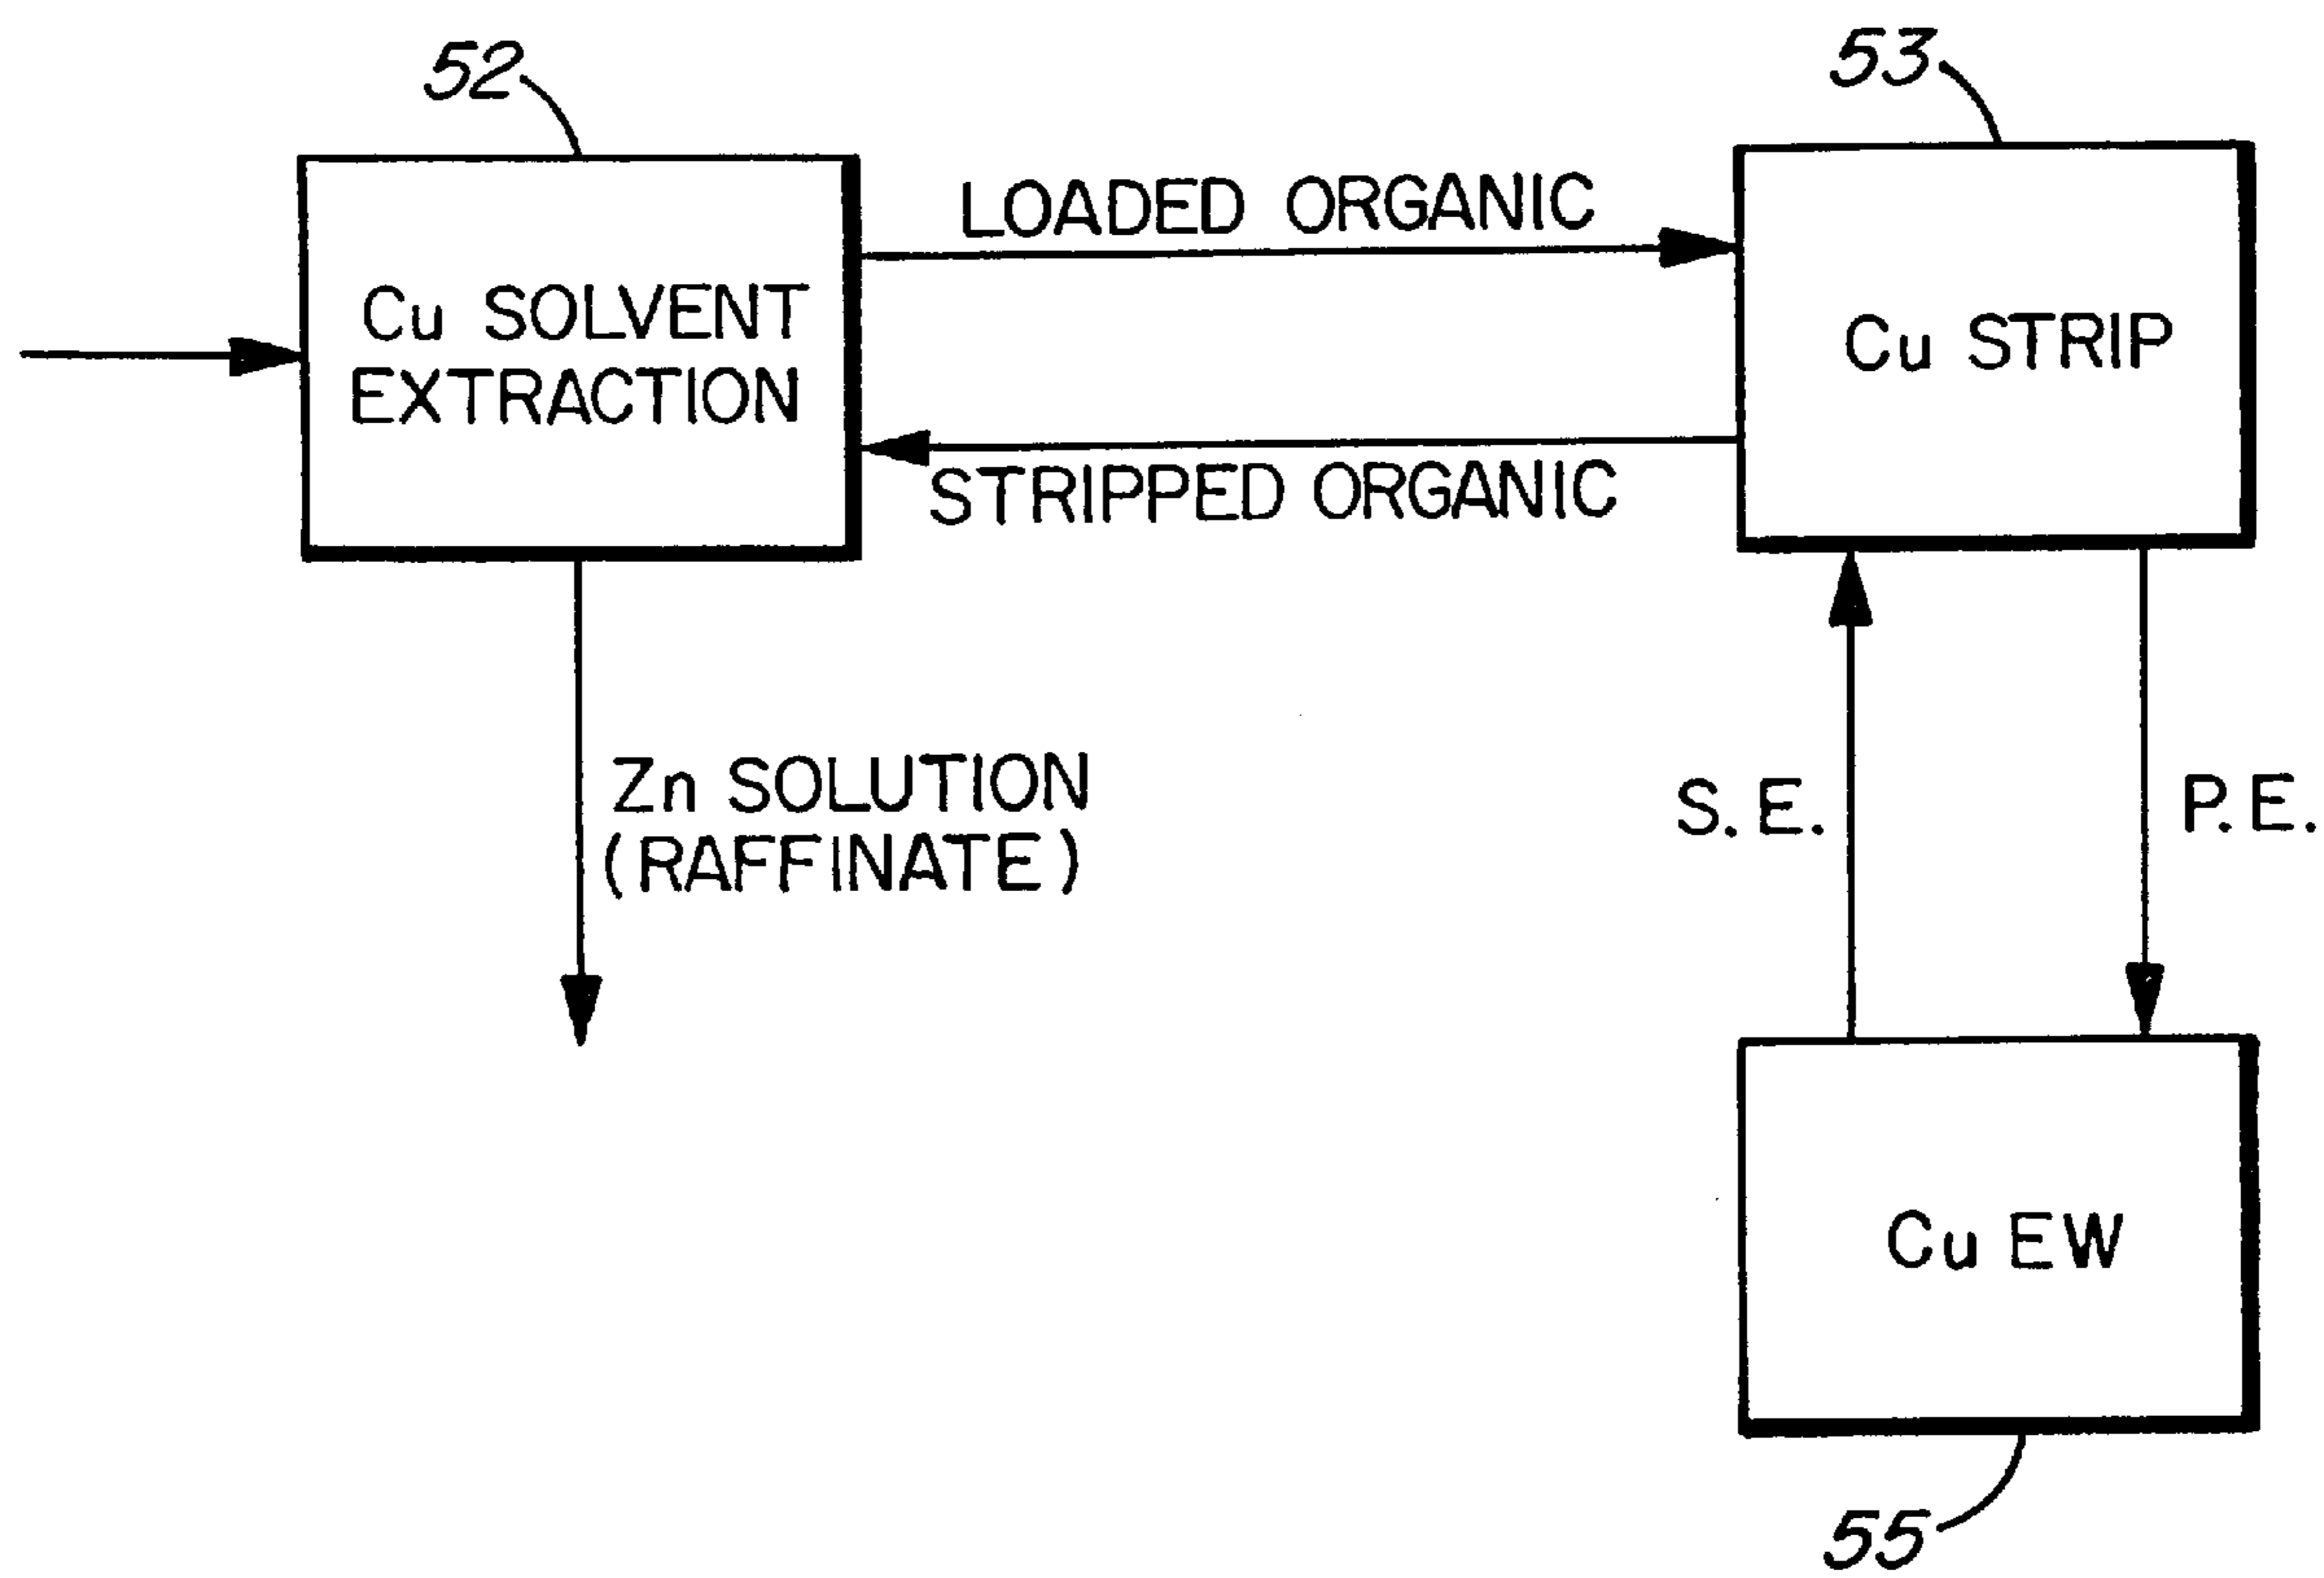 52
53
LOADED ORGANIC
Cu SOLVENT
EXTRACTION
Cu STRIP
STRIPPED ORGANIC
Zn SOLUTION
(RAFFINATE)
S.E.
P.E.
Cu EW
55